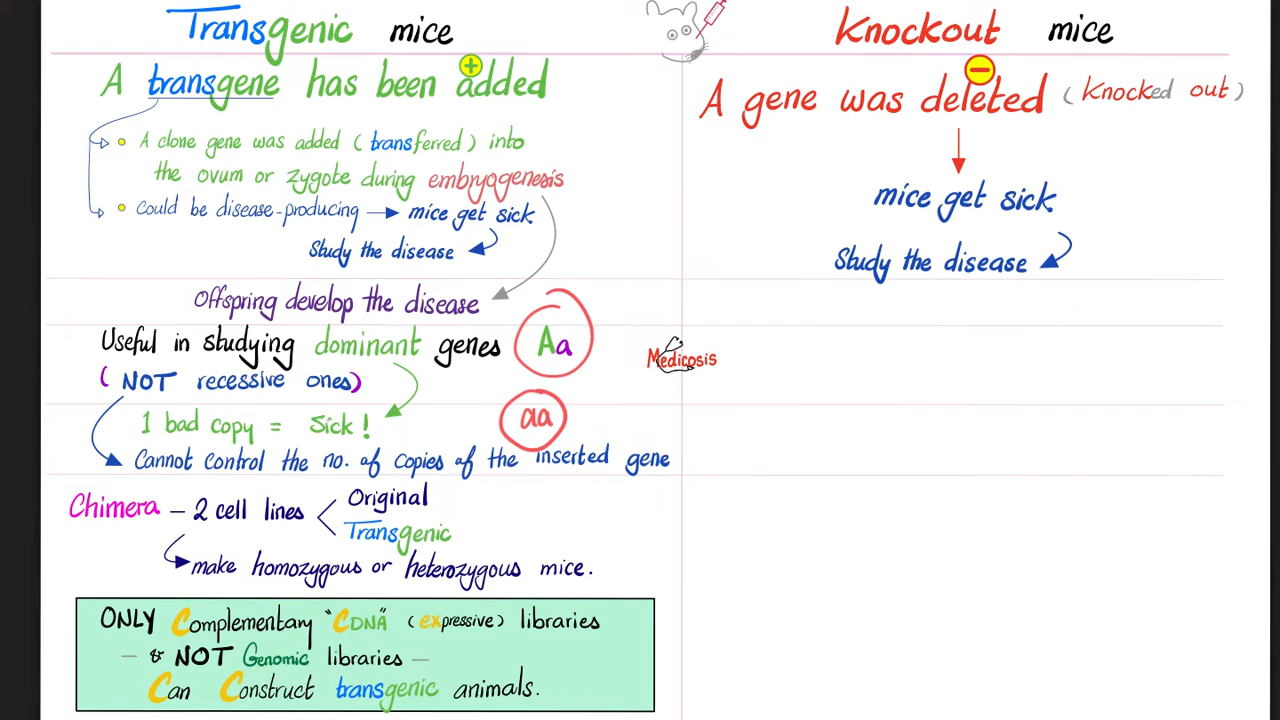 Transgenic mice
A transgene has been added
+
• A clone gene was added (transferred) into
the ovum or zygote during embryogenesis
• Could be disease-producing → mice get sick
Study the disease
Offspring develop the disease
Useful in studying dominant genes Aa
(NOT recessive ones)
1 bad copy = Sick! aa
Cannot control the no. of copies of the inserted gene
Chimera – 2 cell lines < Original
Transgenic
make homozygous or heterozygous mice.
ONLY Complementary "CDNA" (expressive) libraries
– & NOT Genomic libraries –
Can Construct transgenic animals.
Medicosis
Knockout mice
−
A gene was deleted (Knocked out)
mice get sick
Study the disease